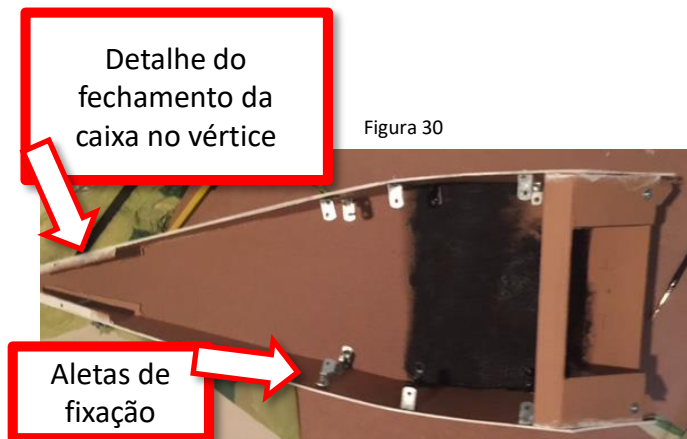 Detalhe do
fechamento da
caixa no vértice
Figura 30
Aletas de
fixação